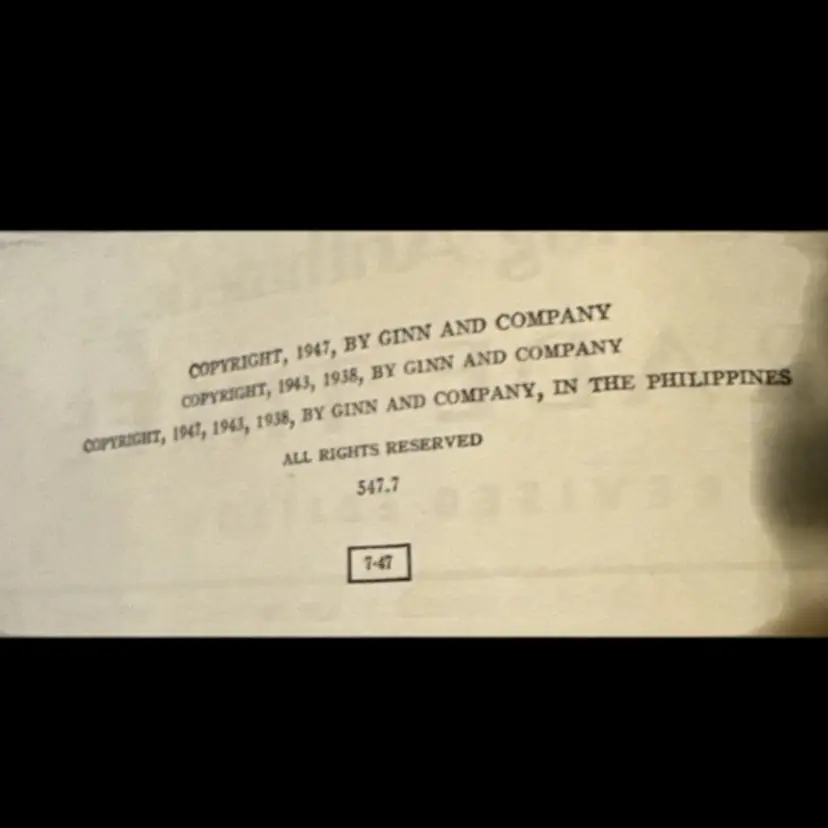 COPYRIGHT, 1947, BY GINN AND COMPANY
COPYRIGHT, 1943, 1938, BY GINN AND COMPANY
COPYRIGHT, 1947, 1943, 1938, BY GINN AND COMPANY, IN THE PHILIPPINES
ALL RIGHTS RESERVED
547.7
7-47